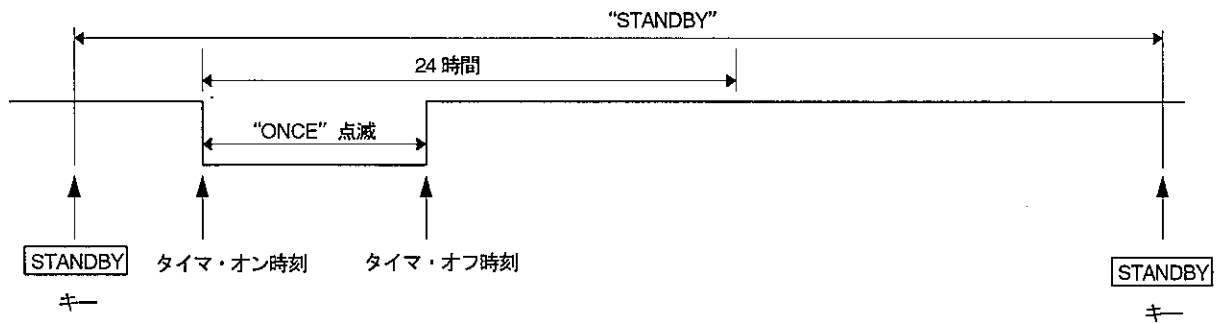 “STANDBY”
24 時間
“ONCE” 点滅
STANDBY
キー
タイマ・オン時刻
タイマ・オフ時刻
STANDBY
キー